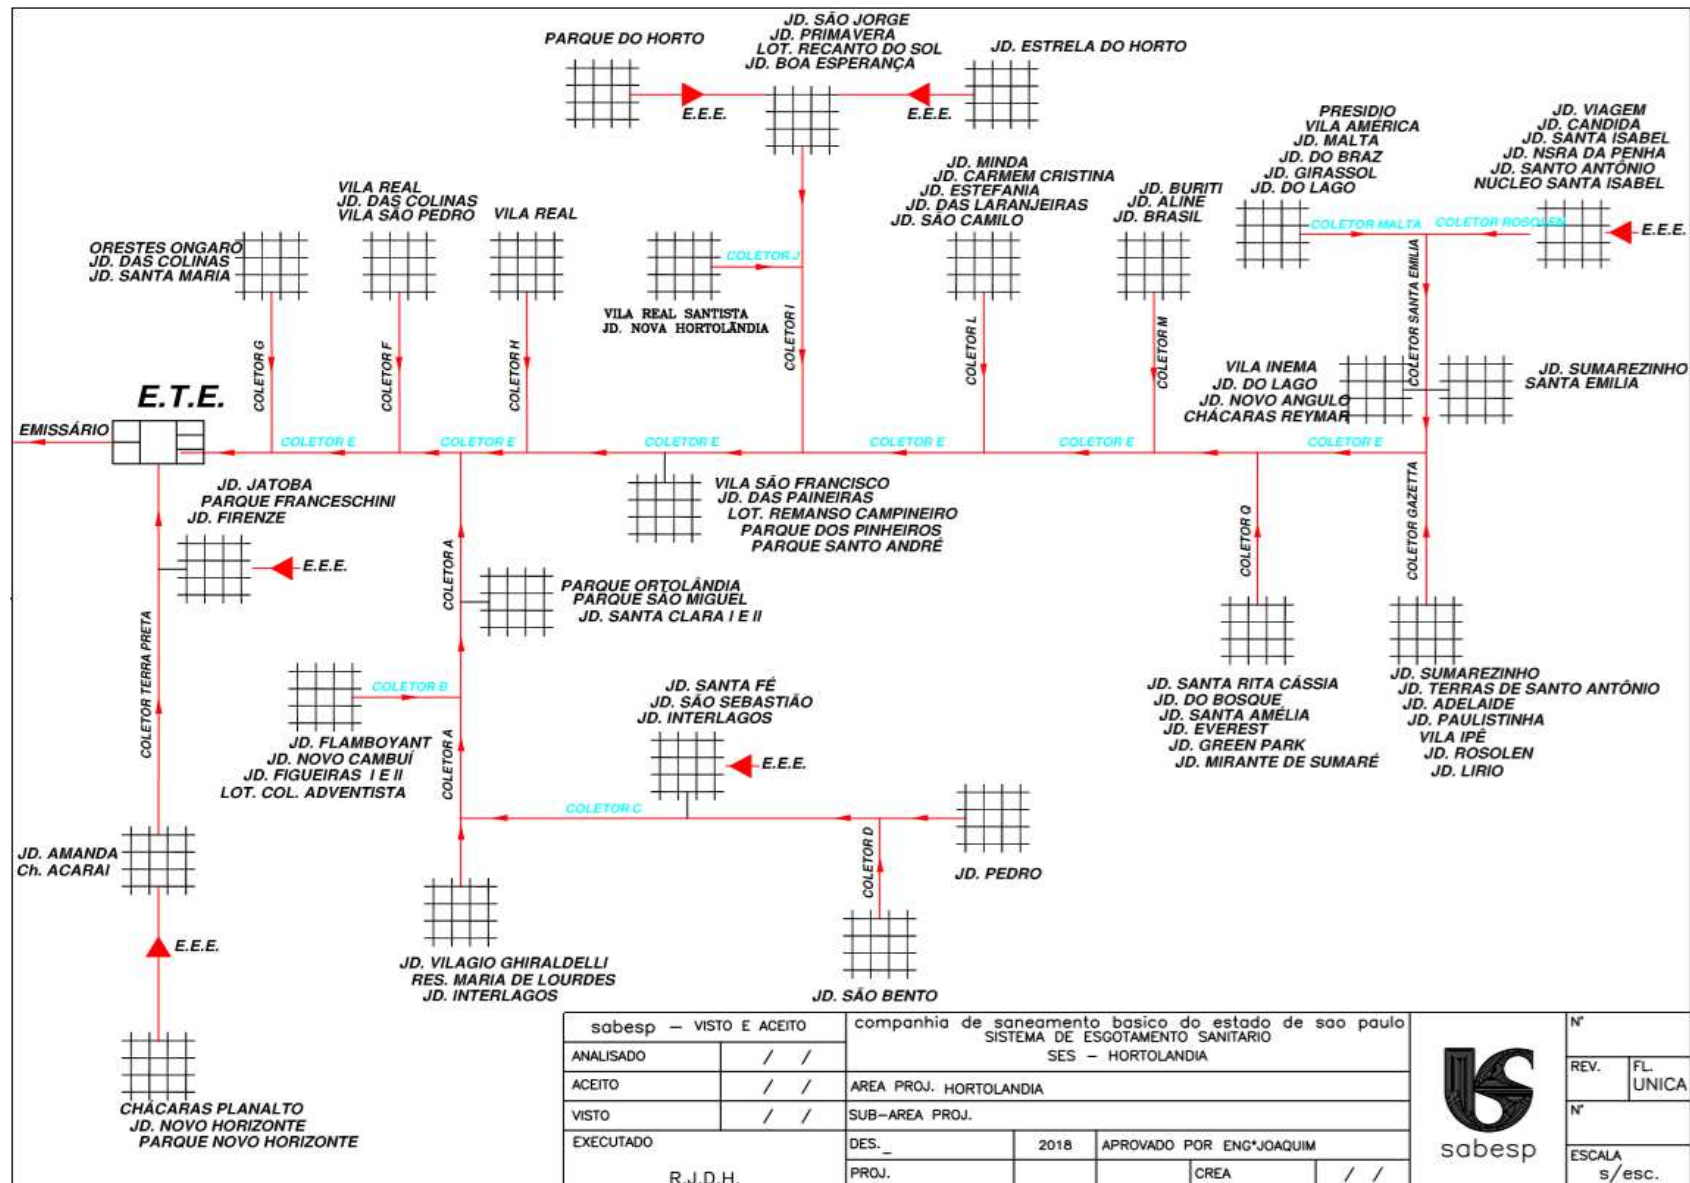 PARQUE DO HORTO
JD. SÃO JORGE
JD. PRIMAVERA
LOT. RECANTO DO SOL
JD. BOA ESPERANÇA
JD. ESTRELA DO HORTO
E.E.E.
E.E.E.
PRESIDIO
VILA AMÉRICA
JD. MALTA
JD. DO BRAZ
JD. GIRASSOL
JD. DO LAGO
JD. VIAGEM
JD. CANDIDA
JD. SANTA ISABEL
JD. NSRA DA PENHA
JD. SANTO ANTÔNIO
NUCLEO SANTA ISABEL
COLETOR MALTA
COLETOR ROSOLEN
E.E.E.
JD. MINDA
JD. CARMEM CRISTINA
JD. ESTEFANIA
JD. DAS LARANJEIRAS
JD. SÃO CAMILO
JD. BURITI
JD. ALINE
JD. BRASIL
VILA REAL
JD. DAS COLINAS
VILA SÃO PEDRO
VILA REAL
ORESTES ONGARO
JD. DAS COLINAS
JD. SANTA MARIA
COLETOR J
VILA REAL SANTISTA
JD. NOVA HORTOLÃNDIA
COLETOR G
COLETOR F
COLETOR H
COLETOR I
COLETOR L
COLETOR M
COLETOR SANTA EMILIA
VILA INEMA
JD. DO LAGO
JD. NOVO ANGULO
CHÁCARAS REYMAR
JD. SUMAREZINHO
SANTA EMILIA
E.T.E.
EMISSÁRIO
COLETOR E
COLETOR E
COLETOR E
COLETOR E
COLETOR E
COLETOR E
JD. JATOBA
PARQUE FRANCESCHINI
JD. FIRENZE
E.E.E.
VILA SÃO FRANCISCO
JD. DAS PAINEIRAS
LOT. REMANSO CAMPINEIRO
PARQUE DOS PINHEIROS
PARQUE SANTO ANDRÉ
COLETOR A
COLETOR Q
COLETOR GAZETTA
PARQUE ORTOLÂNDIA
PARQUE SÃO MIGUEL
JD. SANTA CLARA I E II
COLETOR TERRA PRETA
COLETOR B
JD. FLAMBOYANT
JD. NOVO CAMBUÍ
JD. FIGUEIRAS I E II
LOT. COL. ADVENTISTA
COLETOR A
JD. SANTA FÉ
JD. SÃO SEBASTIÃO
JD. INTERLAGOS
E.E.E.
JD. SANTA RITA CÁSSIA
JD. DO BOSQUE
JD. SANTA AMÉLIA
JD. EVEREST
JD. GREEN PARK
JD. MIRANTE DE SUMARÉ
JD. SUMAREZINHO
JD. TERRAS DE SANTO ANTÔNIO
JD. ADELAIDE
JD. PAULISTINHA
VILA IPÊ
JD. ROSOLEN
JD. LIRIO
COLETOR C
COLETOR D
JD. PEDRO
JD. AMANDA
Ch. ACARAI
E.E.E.
JD. VILAGIO GHIRALDELLI
RES. MARIA DE LOURDES
JD. INTERLAGOS
JD. SÃO BENTO
CHÁCARAS PLANALTO
JD. NOVO HORIZONTE
PARQUE NOVO HORIZONTE
sabesp – VISTO E ACEITO
ANALISADO / /
ACEITO / /
VISTO / /
EXECUTADO
R.J.D.H.
companhia de saneamento basico do estado de sao paulo
SISTEMA DE ESGOTAMENTO SANITARIO
SES – HORTOLANDIA
AREA PROJ. HORTOLANDIA
SUB-AREA PROJ.
DES._ 2018 APROVADO POR ENG°JOAQUIM
PROJ. CREA / /
sabesp
N°
REV. FL.
UNICA
N°
ESCALA
s/esc.